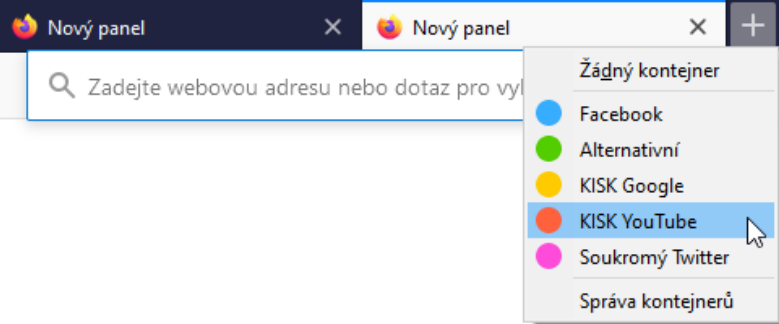 Nový panel
Nový panel
Žádný kontejner
Zadejte webovou adresu nebo dotaz pro
Facebook
Alternativní
KISK Google
KISK YouTube
Soukromý Twitter
Správa kontejnerů